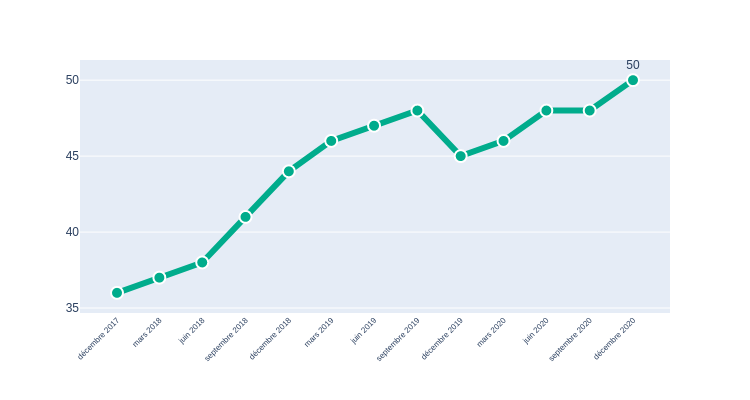 50
50
45
40
35
décembre 2017
mars 2018
juin 2018
septembre 2018
décembre 2018
mars 2019
juin 2019
septembre 2019
décembre 2019
mars 2020
juin 2020
septembre 2020
décembre 2020